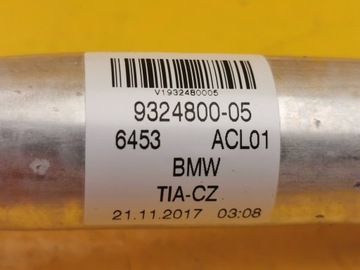 V1932480005
9324800-05
6453 ACL01
BMW
TIA-CZ
21.11.2017 03:08